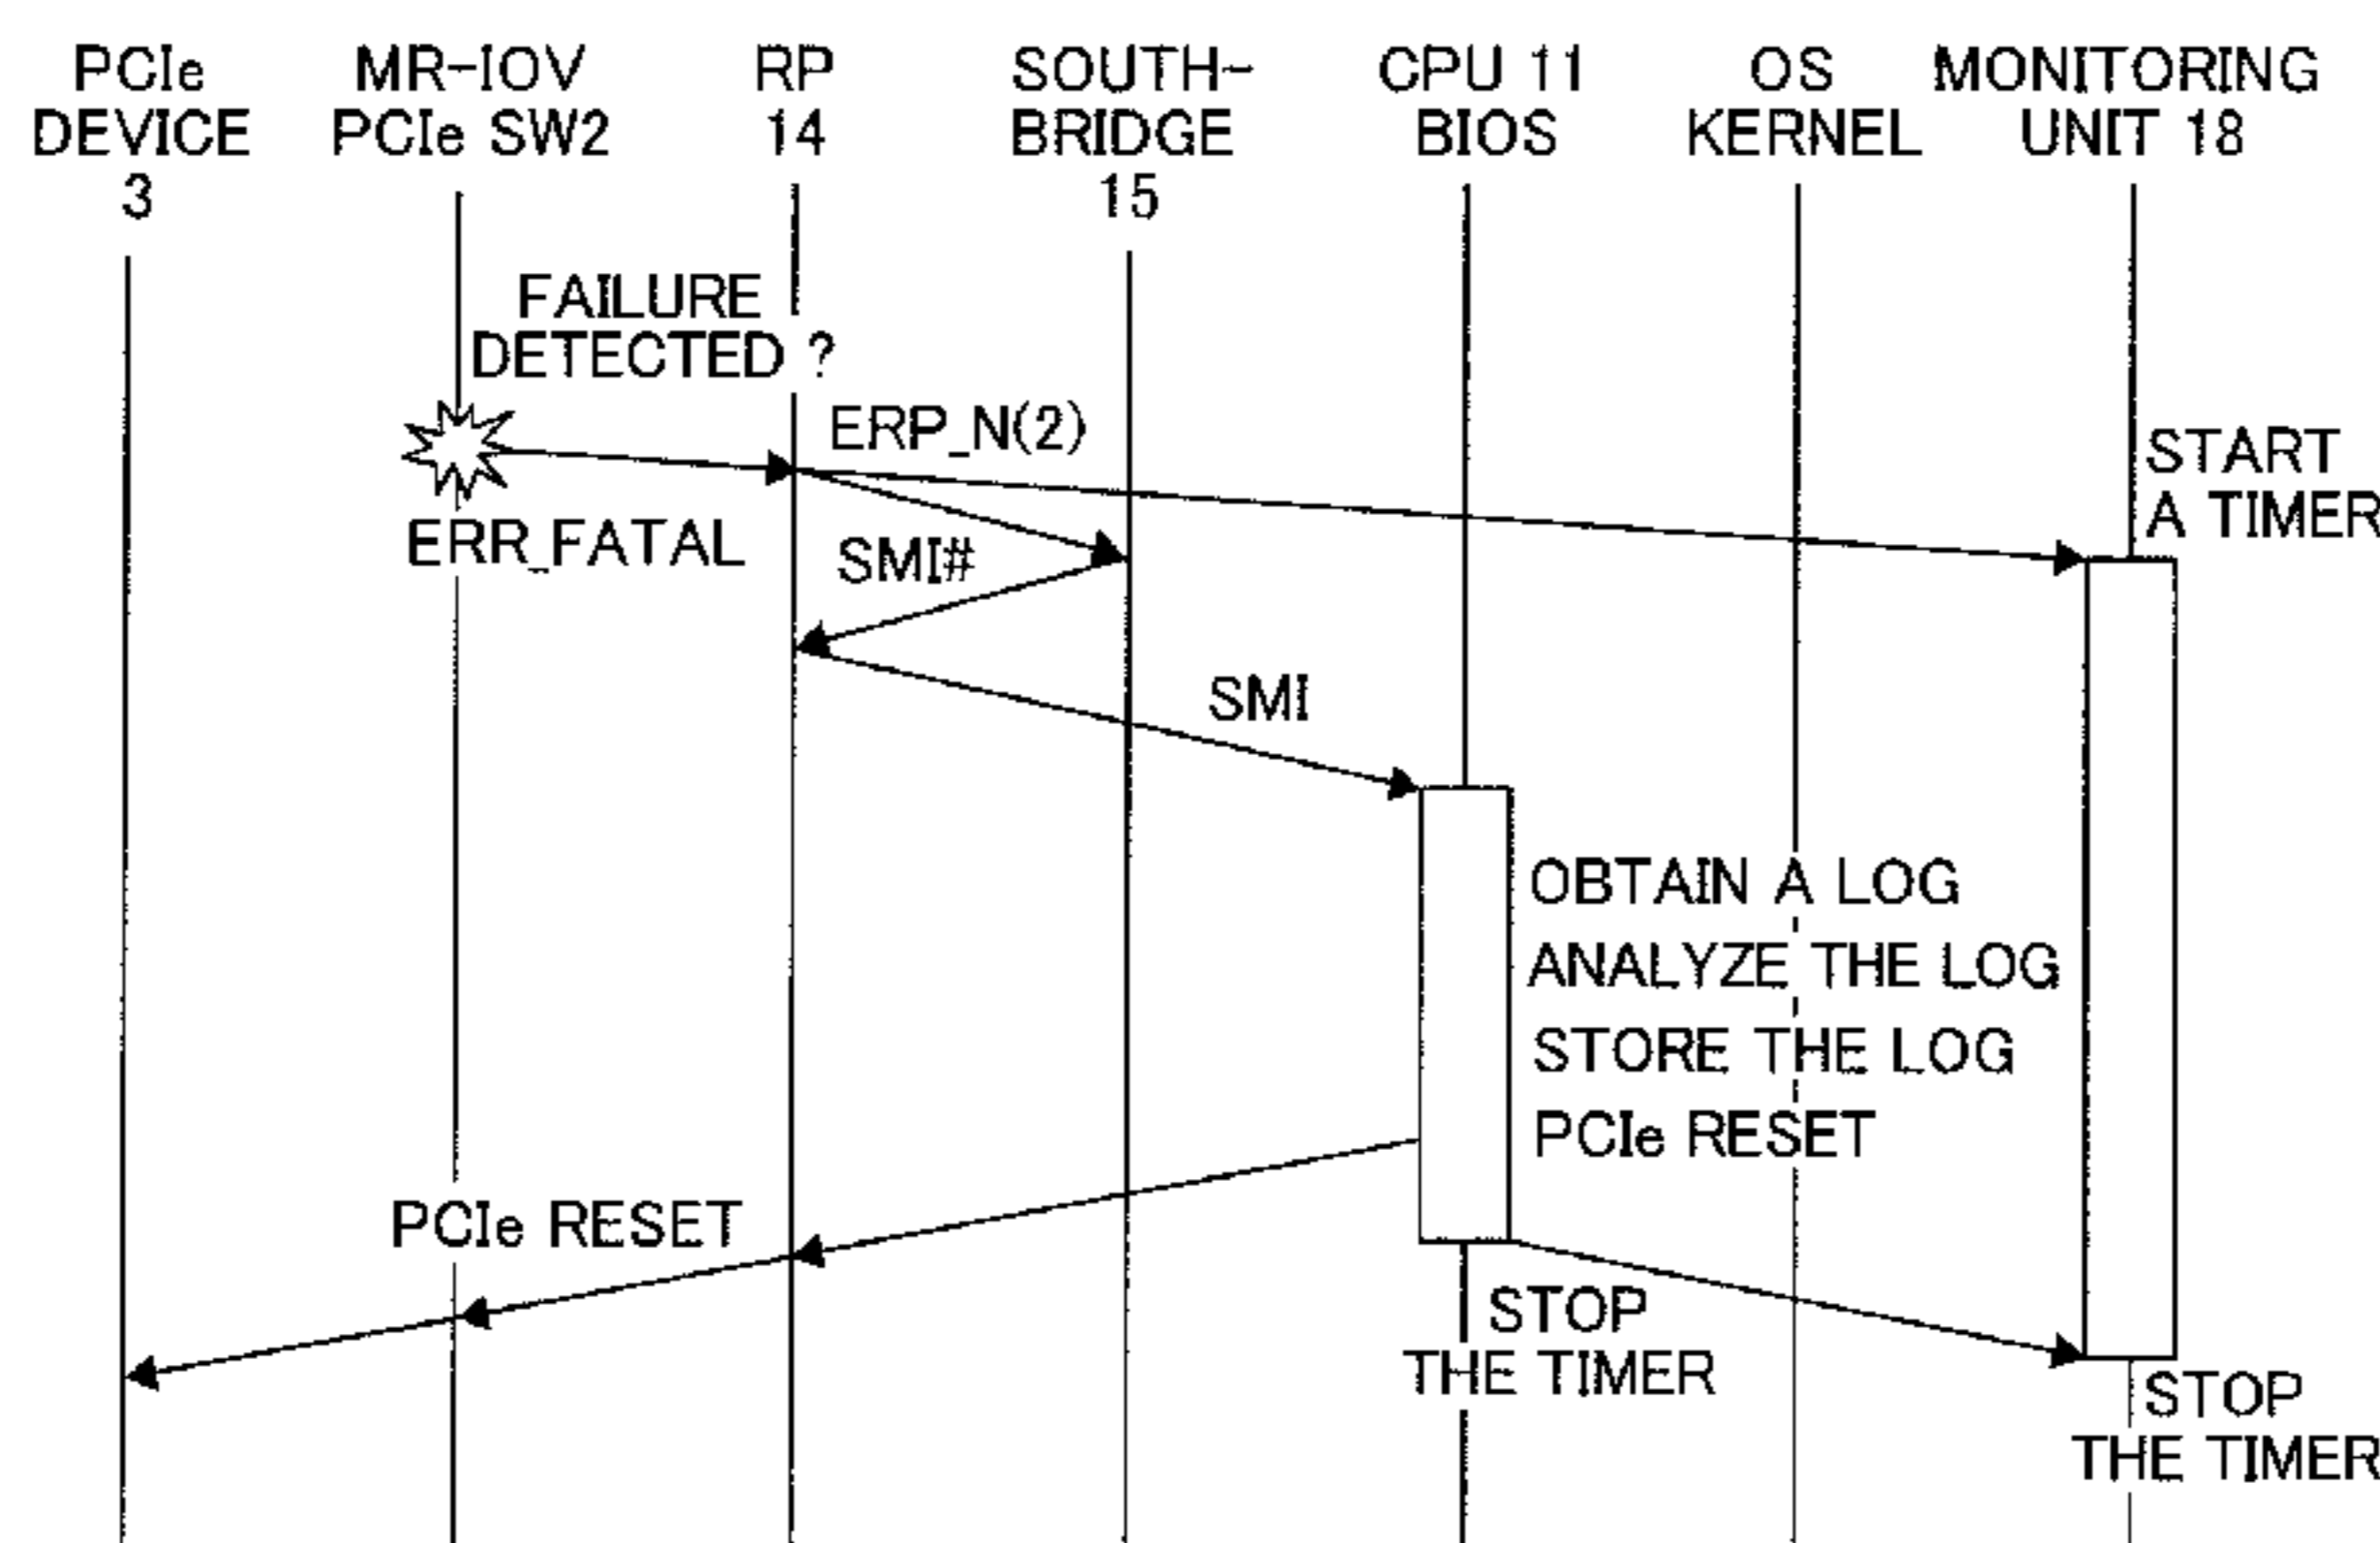 PCIe
DEVICE
3
MR-IOV
PCIe SW2
RP
14
SOUTH-
BRIDGE
15
CPU 11
BIOS
OS
KERNEL
MONITORING
UNIT 18
FAILURE
DETECTED ?
ERP_N(2)
START
A TIMER
ERR_FATAL
SMI#
SMI
OBTAIN A LOG
ANALYZE THE LOG
STORE THE LOG
PCIe RESET
PCIe RESET
STOP
THE TIMER
STOP
THE TIMER